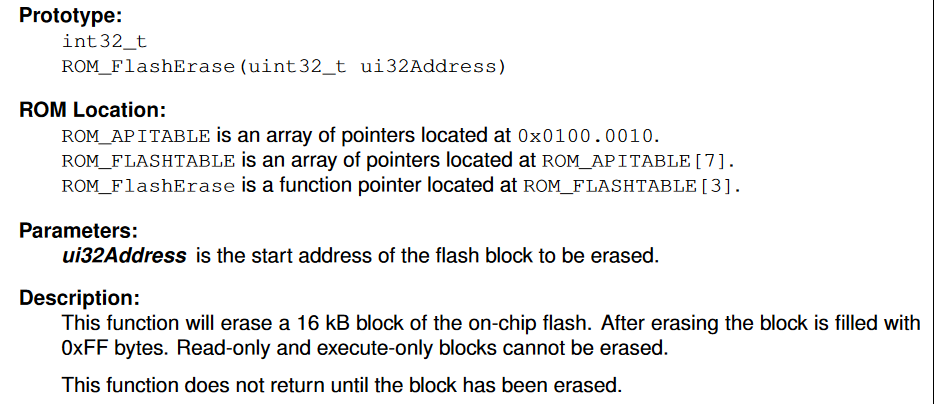 Prototype:
int32_t
ROM_FlashErase(uint32_t ui32Address)
ROM Location:
ROM_APITABLE is an array of pointers located at 0x0100.0010.
ROM_FLASHTABLE is an array of pointers located at ROM_APITABLE[7].
ROM_FlashErase is a function pointer located at ROM_FLASHTABLE[3].
Parameters:
ui32Address is the start address of the flash block to be erased.
Description:
This function will erase a 16 kB block of the on-chip flash. After erasing the block is filled with
0xFF bytes. Read-only and execute-only blocks cannot be erased.
This function does not return until the block has been erased.